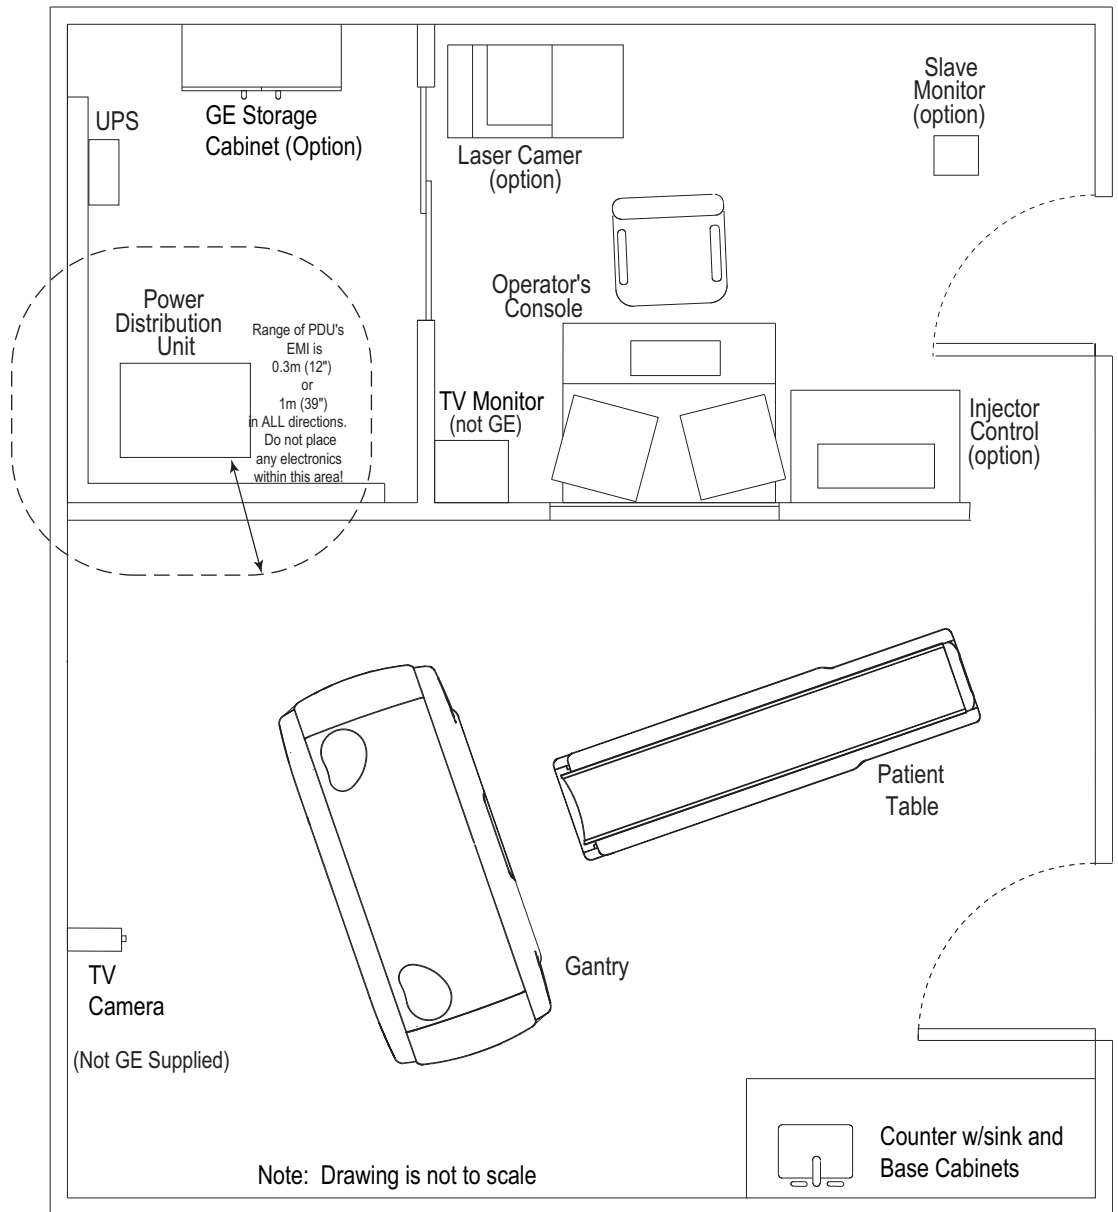 UPS
GE Storage
Cabinet (Option)
Laser Camer
(option)
Slave
Monitor
(option)
Operator's
Console
Power
Distribution
Unit
Range of PDU's
EMI is
0.3m (12")
or
1m (39")
in ALL directions.
Do not place
any electronics
within this area!
TV Monitor
(not GE)
Injector
Control
(option)
Patient
Table
Gantry
TV
Camera
(Not GE Supplied)
Counter w/sink and
Base Cabinets
Note: Drawing is not to scale